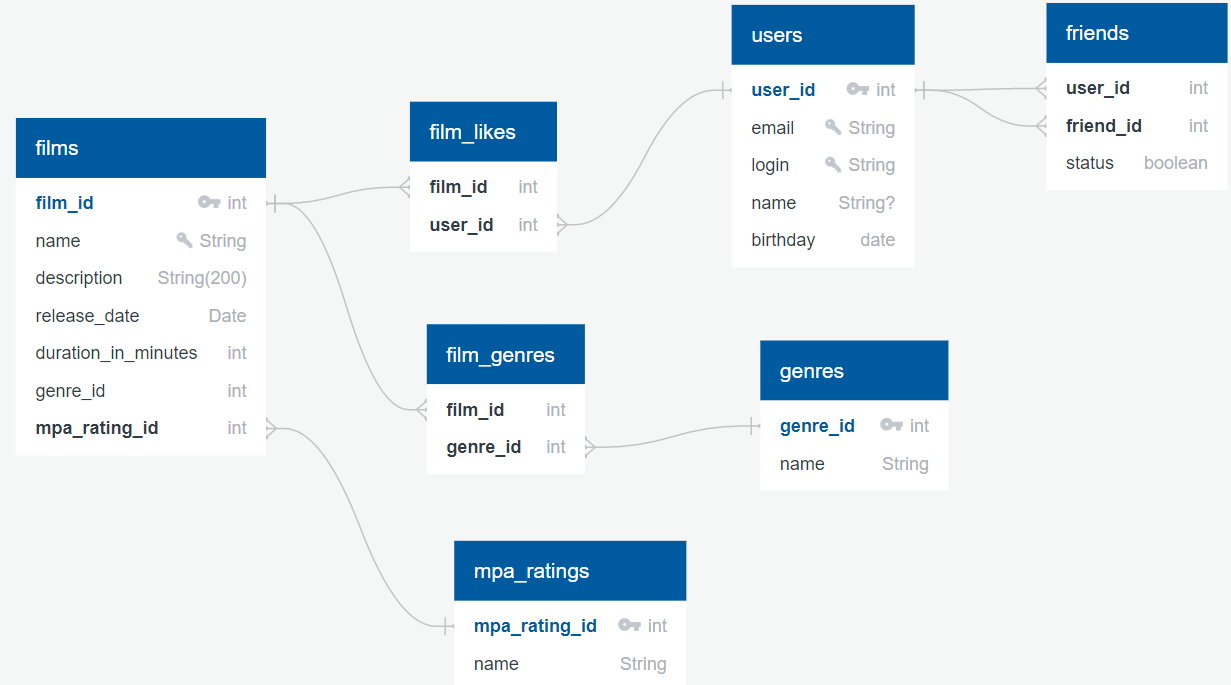 films
film_id int
name String
description String(200)
release_date Date
duration_in_minutes int
genre_id int
mpa_rating_id int
film_likes
film_id int
user_id int
users
user_id int
email String
login String
name String?
birthday date
friends
user_id int
friend_id int
status boolean
film_genres
film_id int
genre_id int
genres
genre_id int
name String
mpa_ratings
mpa_rating_id int
name String